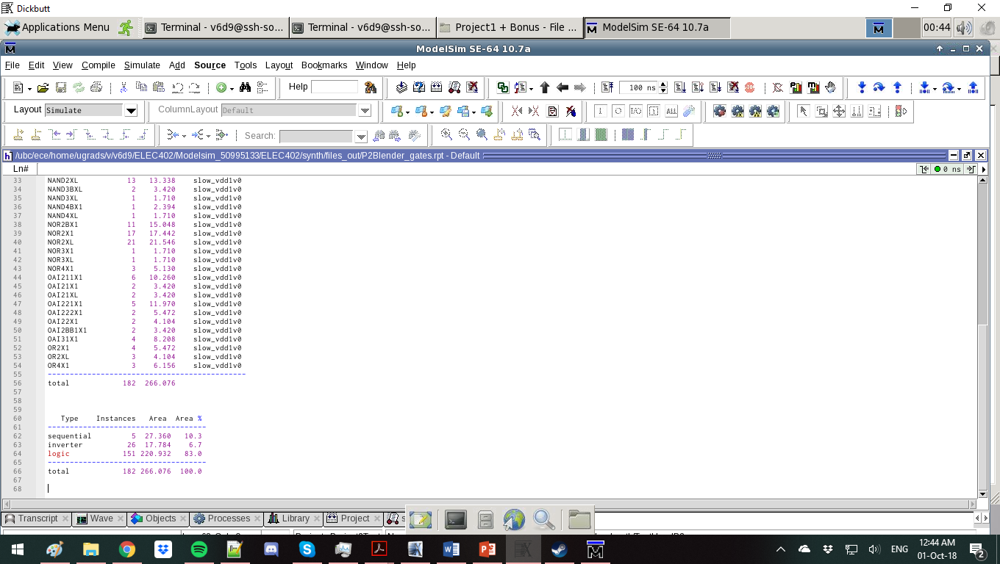 Dickbutt
Applications Menu Terminal - v6d9@ssh-so... Terminal - v6d9@ssh-so... Project1 + Bonus - File ... ModelSim SE-64 10.7a 00:44
ModelSim SE-64 10.7a
File Edit View Compile Simulate Add Source Tools Layout Bookmarks Window Help
Help 100 ns
Layout Simulate ColumnLayout Default ALL
Search:
/ubc/ece/home/ugrads/v/v6d9/ELEC402/Modelsim_50995133/ELEC402/synth/files_out/P2Blender_gates.rpt - Default
Ln# 0 ns
33 NAND2XL 13 13.338 slow_vdd1v0
34 NAND3BXL 2 3.420 slow_vdd1v0
35 NAND3XL 1 1.710 slow_vdd1v0
36 NAND4BX1 1 2.394 slow_vdd1v0
37 NAND4XL 1 1.710 slow_vdd1v0
38 NOR2BX1 11 15.048 slow_vdd1v0
39 NOR2X1 17 17.442 slow_vdd1v0
40 NOR2XL 21 21.546 slow_vdd1v0
41 NOR3X1 1 1.710 slow_vdd1v0
42 NOR3XL 1 1.710 slow_vdd1v0
43 NOR4X1 3 5.130 slow_vdd1v0
44 OAI211X1 6 10.260 slow_vdd1v0
45 OAI21X1 2 3.420 slow_vdd1v0
46 OAI21XL 2 3.420 slow_vdd1v0
47 OAI221X1 5 11.970 slow_vdd1v0
48 OAI222X1 2 5.472 slow_vdd1v0
49 OAI22X1 2 4.104 slow_vdd1v0
50 OAI2BB1X1 2 3.420 slow_vdd1v0
51 OAI31X1 4 8.208 slow_vdd1v0
52 OR2X1 4 5.472 slow_vdd1v0
53 OR2XL 3 4.104 slow_vdd1v0
54 OR4X1 3 6.156 slow_vdd1v0
55 ---------------------------------------------
56 total 182 266.076
57
58
59
60 Type Instances Area Area %
61 ------------------------------------
62 sequential 5 27.360 10.3
63 inverter 26 17.784 6.7
64 logic 151 220.932 83.0
65 ------------------------------------
66 total 182 266.076 100.0
67
68
Transcript Wave Objects Processes Library Project
ENG 12:44 AM
01-Oct-18
2